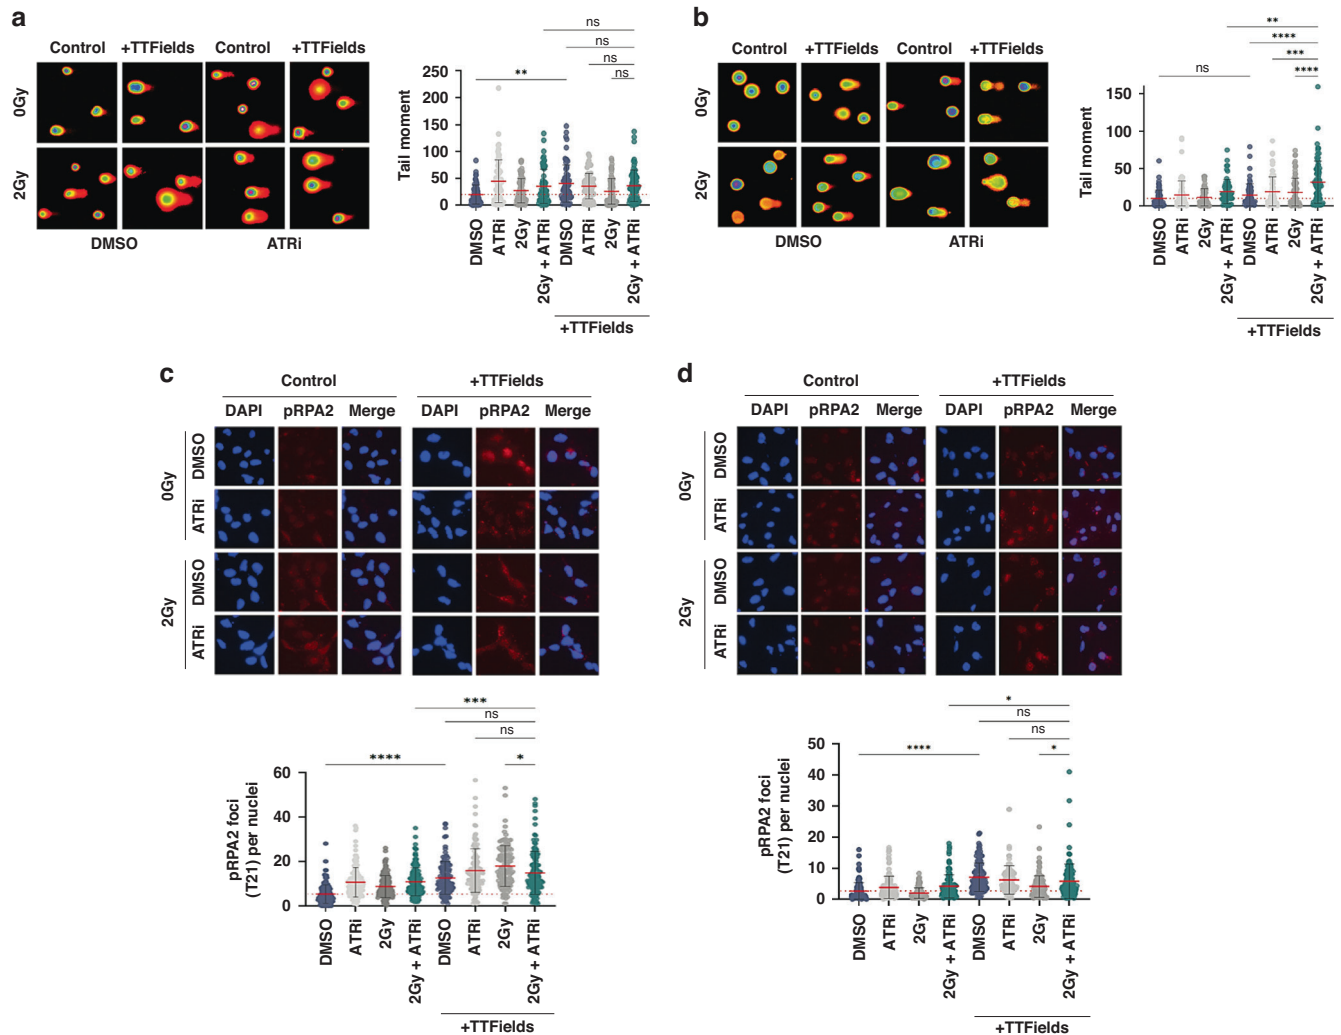 a
Control +TTFields Control +TTFields
0Gy
2Gy
DMSO ATRi
ns
ns
ns
** ns
Tail moment
250
200
150
100
50
0
DMSO ATRi 2Gy 2Gy + ATRi DMSO ATRi 2Gy 2Gy + ATRi
+TTFields
b
Control +TTFields Control +TTFields
0Gy
2Gy
DMSO ATRi
**
****
***
ns ****
Tail moment
150
100
50
0
DMSO ATRi 2Gy 2Gy + ATRi DMSO ATRi 2Gy 2Gy + ATRi
+TTFields
c
Control +TTFields
DAPI pRPA2 Merge DAPI pRPA2 Merge
0Gy
DMSO
ATRi
2Gy
DMSO
ATRi
***
ns
ns
**** *
pRPA2 foci
(T21) per nuclei
60
40
20
0
DMSO ATRi 2Gy 2Gy + ATRi DMSO ATRi 2Gy 2Gy + ATRi
+TTFields
d
Control +TTFields
DAPI pRPA2 Merge DAPI pRPA2 Merge
0Gy
DMSO
ATRi
2Gy
DMSO
ATRi
*
ns
ns
**** *
pRPA2 foci
(T21) per nuclei
50
40
30
20
10
0
DMSO ATRi 2Gy 2Gy + ATRi DMSO ATRi 2Gy 2Gy + ATRi
+TTFields